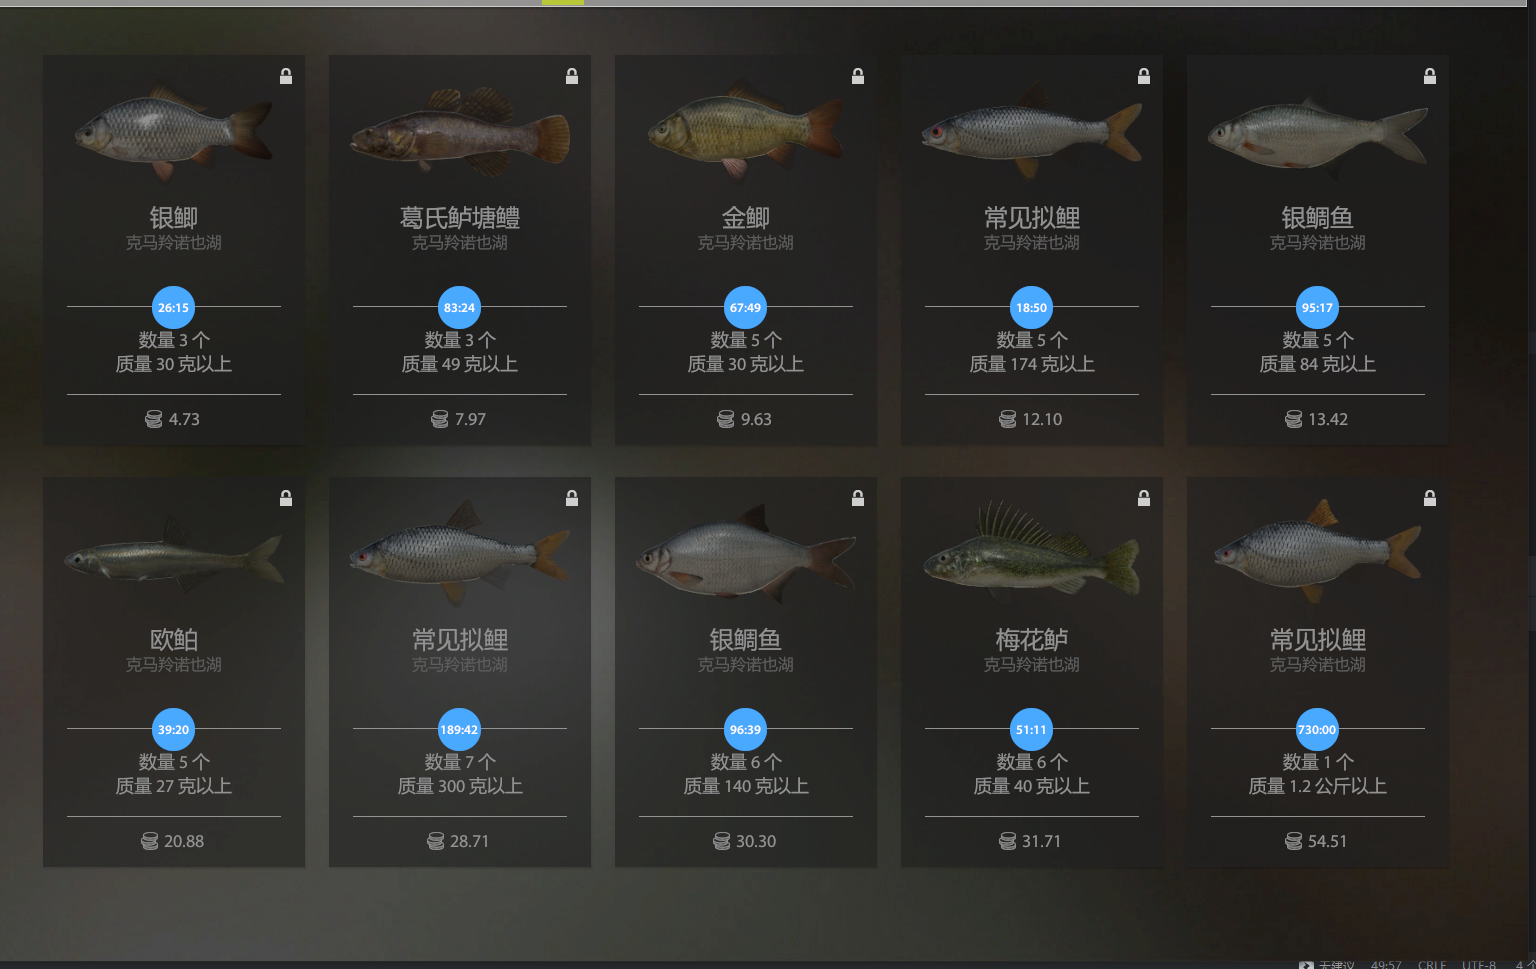 银鲫
克马羚诺也湖
26:15
数量 3 个
质量 30 克以上
4.73
葛氏鲈塘鳢
克马羚诺也湖
83:24
数量 3 个
质量 49 克以上
7.97
金鲫
克马羚诺也湖
67:49
数量 5 个
质量 30 克以上
9.63
常见拟鲤
克马羚诺也湖
18:50
数量 5 个
质量 174 克以上
12.10
银鲷鱼
克马羚诺也湖
95:17
数量 5 个
质量 84 克以上
13.42
欧鲌
克马羚诺也湖
39:20
数量 5 个
质量 27 克以上
20.88
常见拟鲤
克马羚诺也湖
189:42
数量 7 个
质量 300 克以上
28.71
银鲷鱼
克马羚诺也湖
96:39
数量 6 个
质量 140 克以上
30.30
梅花鲈
克马羚诺也湖
51:11
数量 6 个
质量 40 克以上
31.71
常见拟鲤
克马羚诺也湖
730:00
数量 1 个
质量 1.2 公斤以上
54.51
无建议 49:57 CRLF UTF-8 4 个